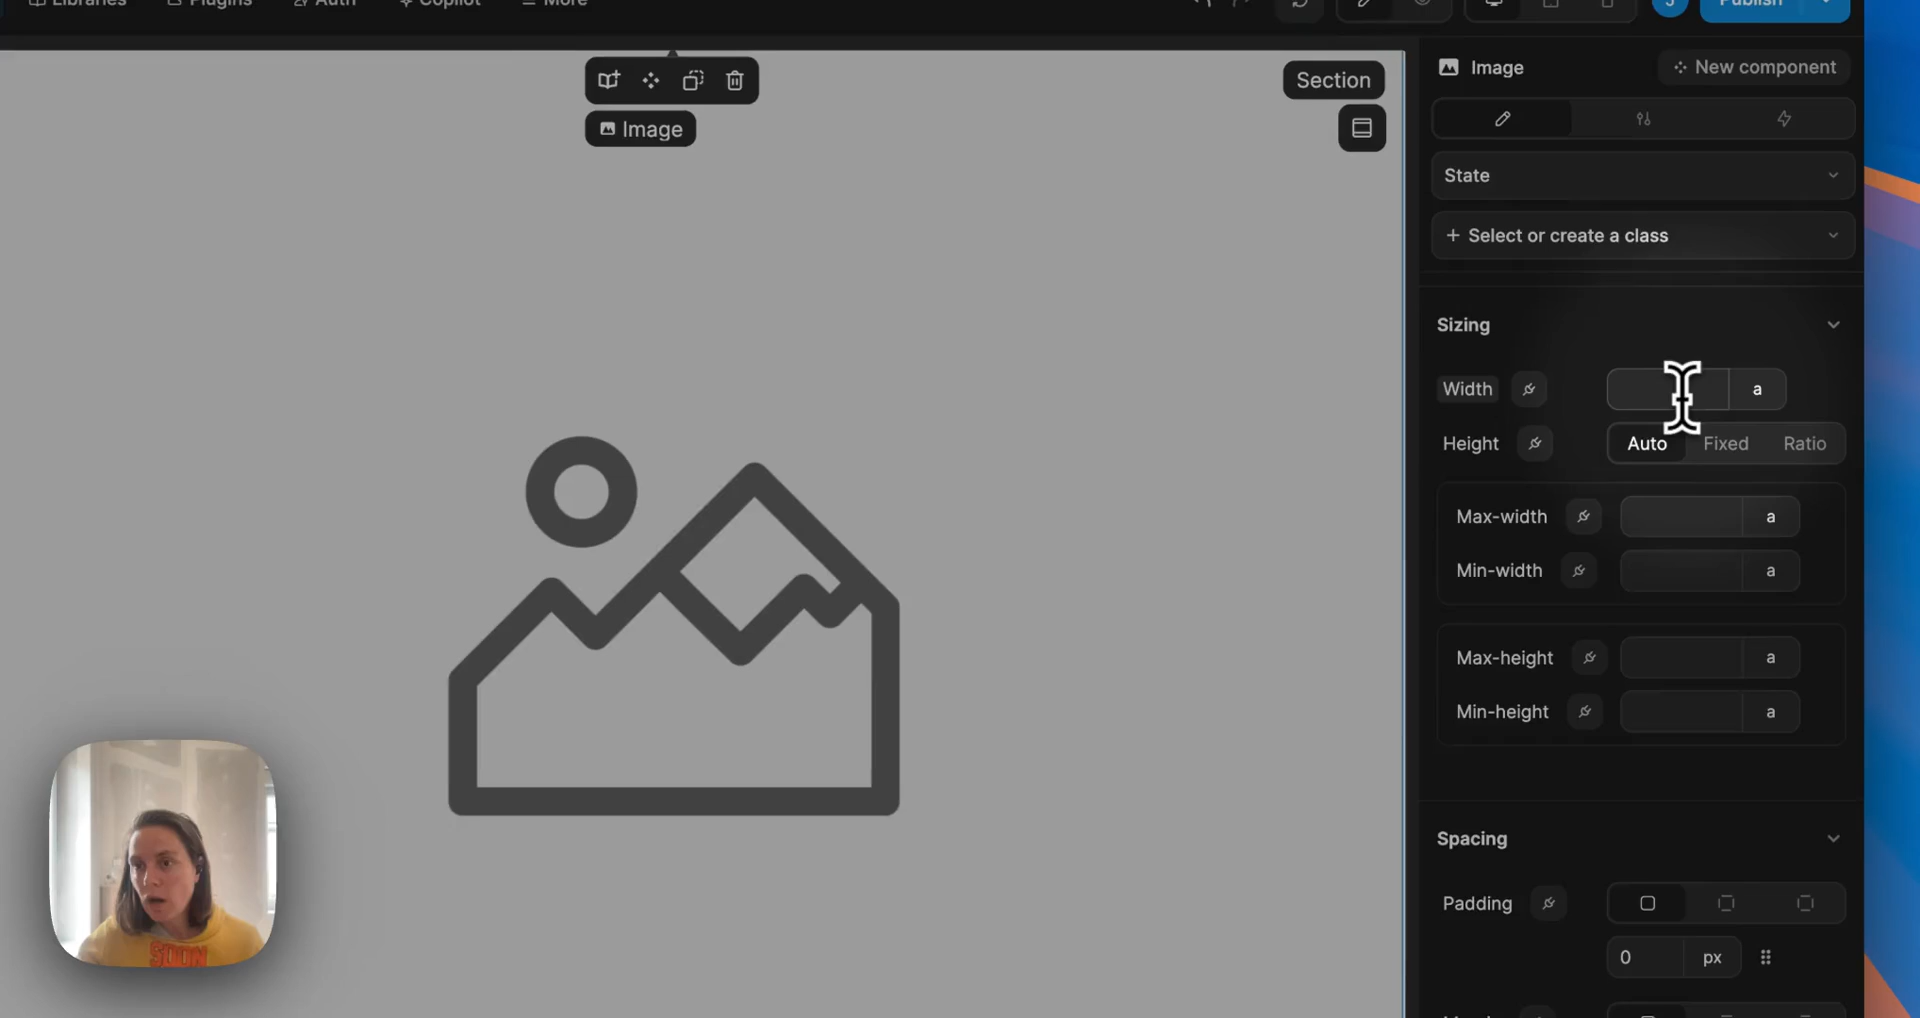 Libraries
Plugins
Auth
Copilot
More
J
Publish
Section
Image
Image
New component
State
+ Select or create a class
Sizing
Width
a
Height
Auto
Fixed
Ratio
Max-width
a
Min-width
a
Max-height
a
Min-height
a
Spacing
Padding
0
px
SOON